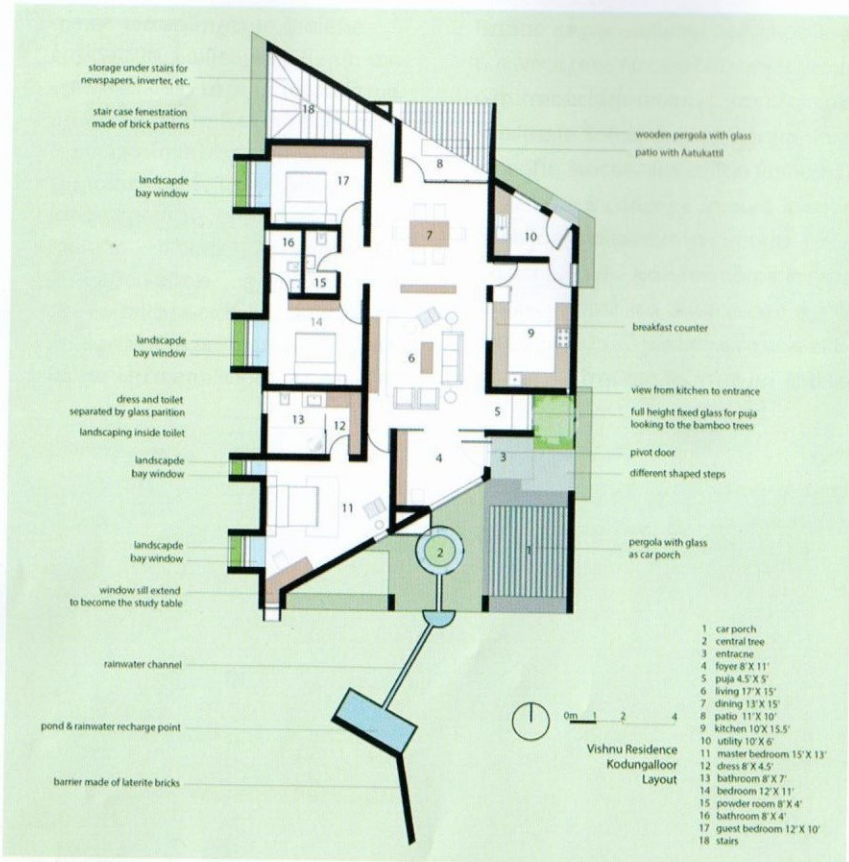 storage under stairs for
newspapers, inverter, etc.
stair case fenestration
made of brick patterns
landscapde
bay window
landscapde
bay window
dress and toilet
separated by glass parition
landscaping inside toilet
landscapde
bay window
landscapde
bay window
window sill extend
to become the study table
rainwater channel
pond & rainwater recharge point
barrier made of laterite bricks
18
17
16
15
14
13
12
11
8
7
6
10
9
5
4
3
2
1
wooden pergola with glass
patio with Aatukattil
breakfast counter
view from kitchen to entrance
full height fixed glass for puja
looking to the bamboo trees
pivot door
different shaped steps
pergola with glass
as car porch
0m 1 2 4
Vishnu Residence
Kodungalloor
Layout
1 car porch
2 central tree
3 entracne
4 foyer 8'X 11'
5 puja 4.5'X 5'
6 living 17'X 15'
7 dining 13'X 15'
8 patio 11'X 10'
9 kitchen 10'X 15.5'
10 utility 10'X 6'
11 master bedroom 15'X 13'
12 dress 8'X 4.5'
13 bathroom 8'X 7'
14 bedroom 12'X 11'
15 powder room 8'X 4'
16 bathroom 8'X 4'
17 guest bedroom 12'X 10'
18 stairs